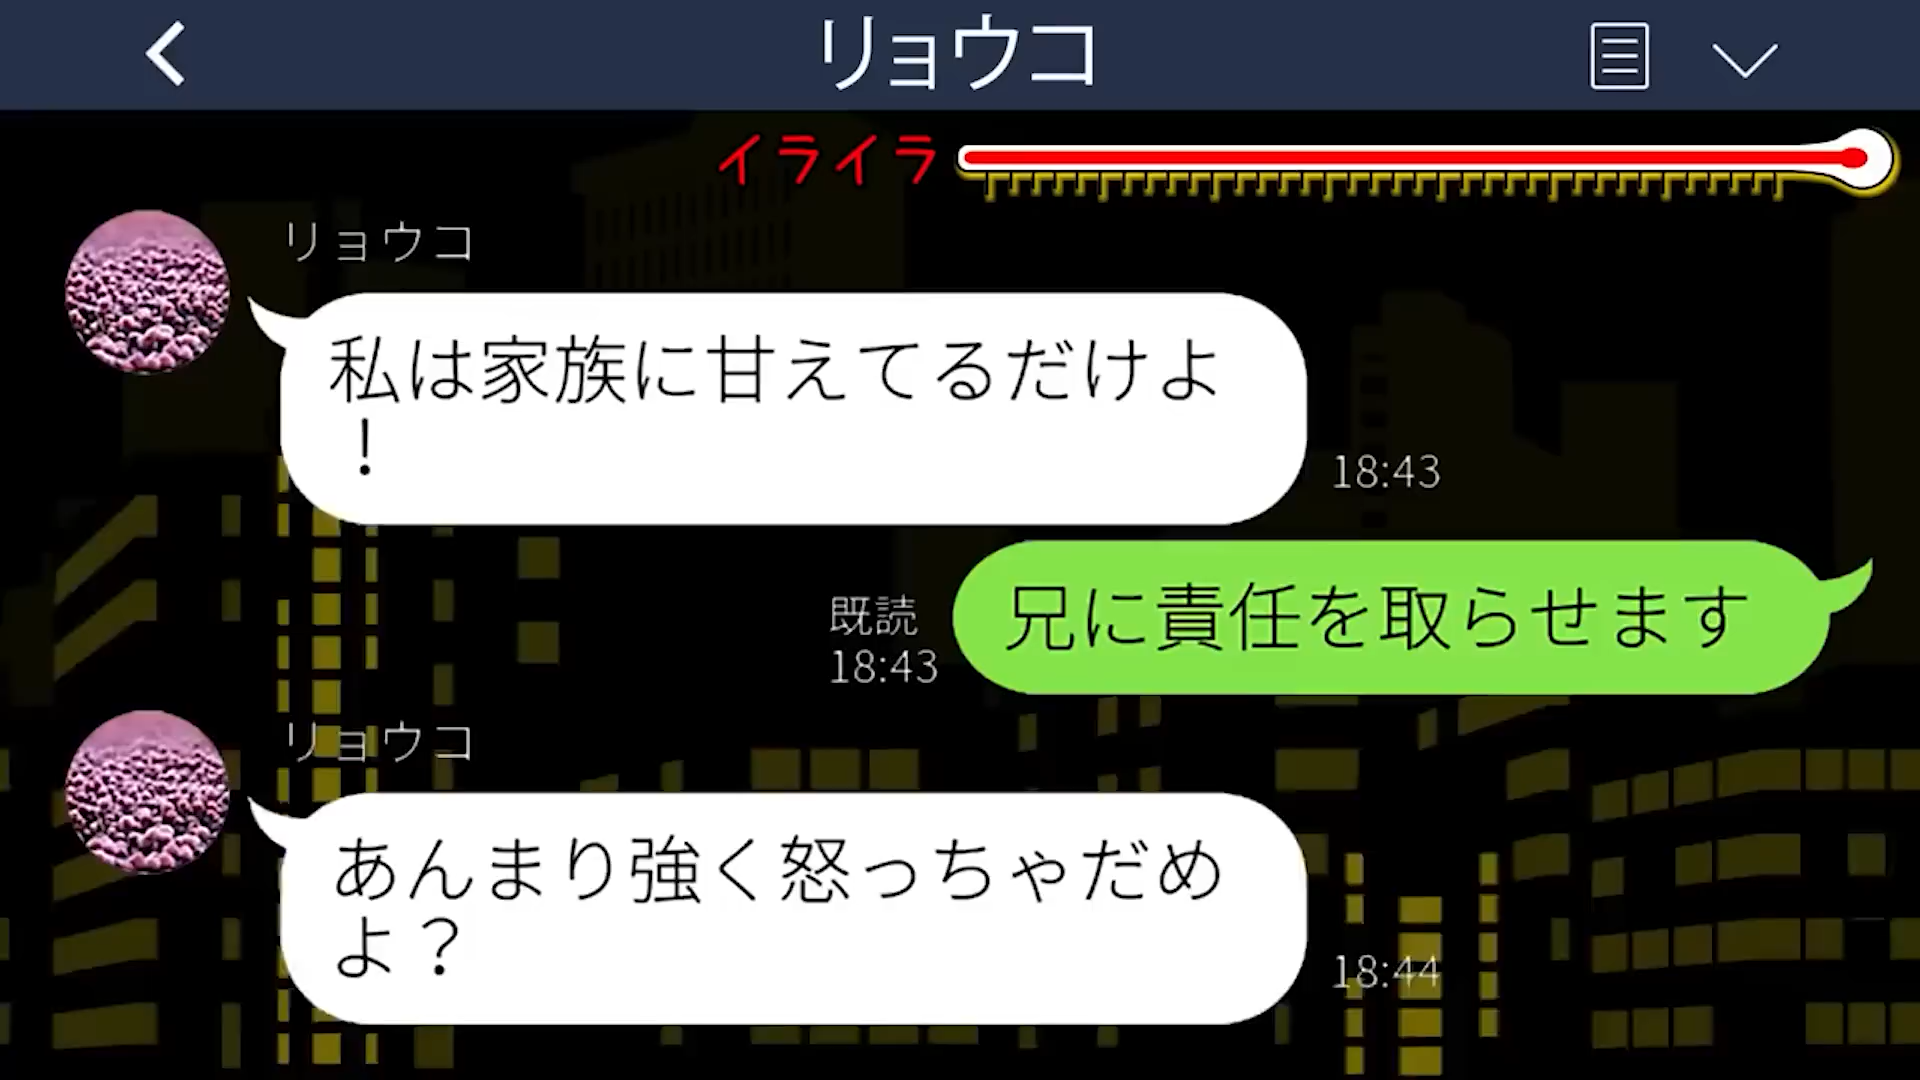 リョウコ
イライラ
リョウコ
私は家族に甘えてるだけよ
！
18:43
兄に責任を取らせます
既読
18:43
リョウコ
あんまり強く怒っちゃだめ
よ？
18:44